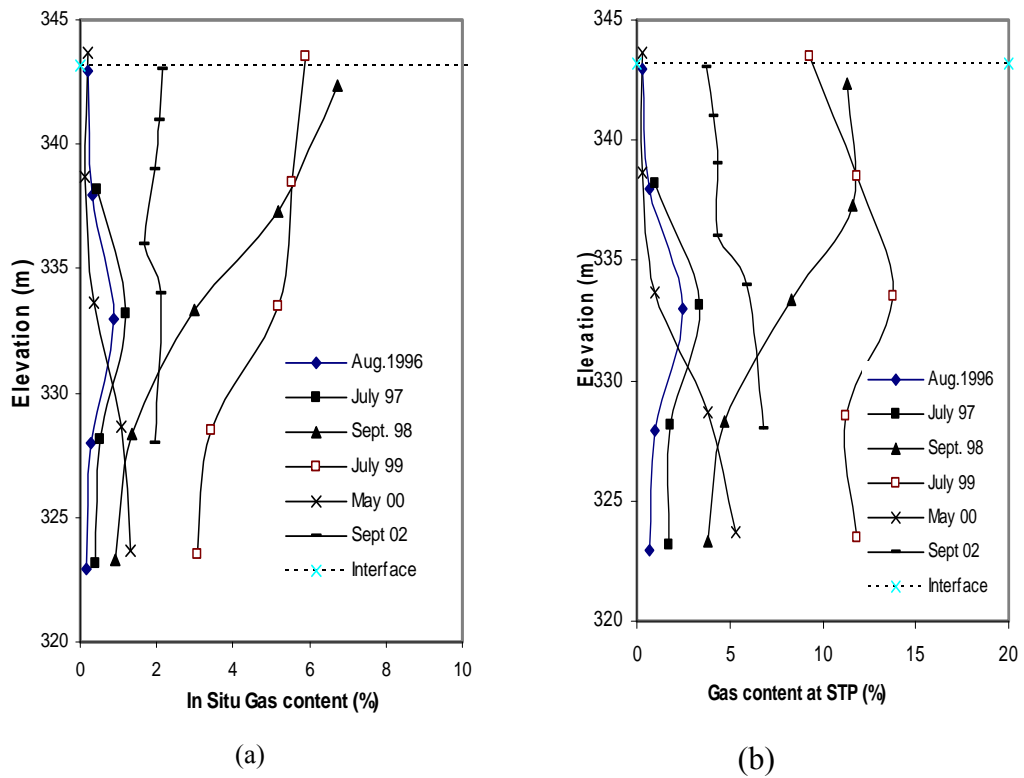 345
340
335
330
325
320
Elevation (m)
0 2 4 6 8 10
In Situ Gas content (%)
Aug.1996
July 97
Sept. 98
July 99
May 00
Sept 02
Interface
(a)
345
340
335
330
325
320
Elevation (m)
0 5 10 15 20
Gas content at STP (%)
Aug.1996
July 97
Sept. 98
July 99
May 00
Sept 02
Interface
(b)